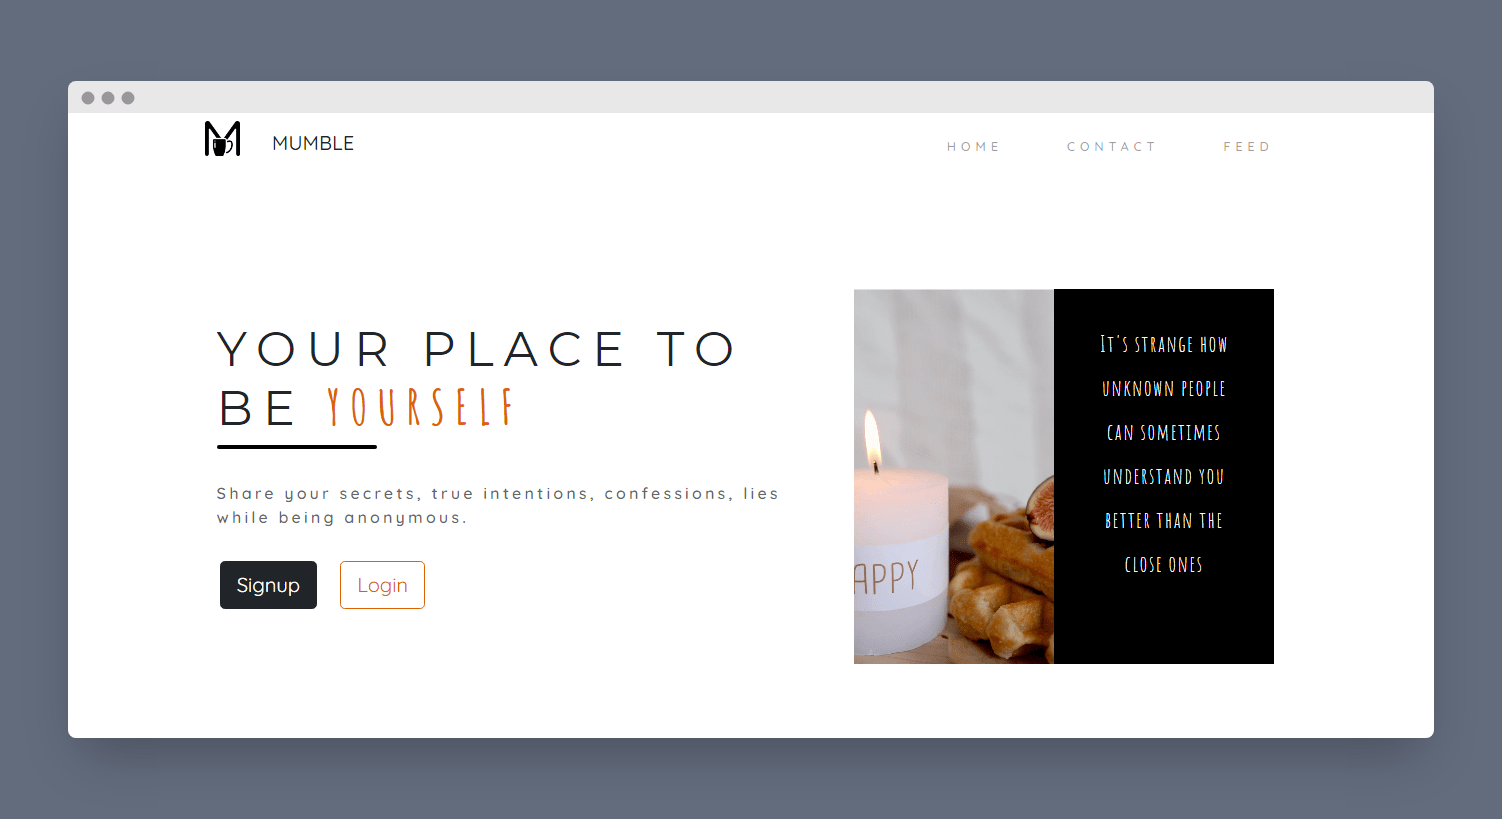 MUMBLE
HOME CONTACT FEED
YOUR PLACE TO
BE YOURSELF
Share your secrets, true intentions, confessions, lies
while being anonymous.
Signup Login
APPY
It's strange how
unknown people
can sometimes
understand you
better than the
close ones